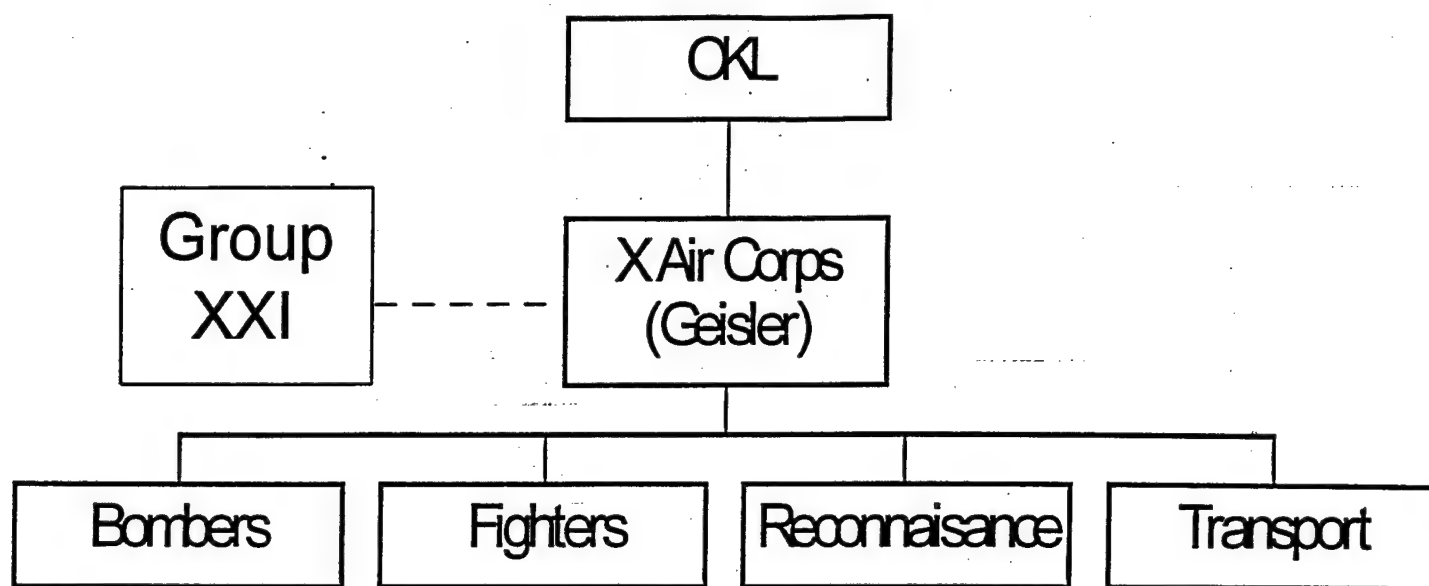 OKL
Group
XXI
X Air Corps
(Geisler)
Bombers
Fighters
Reconnaisance
Transport